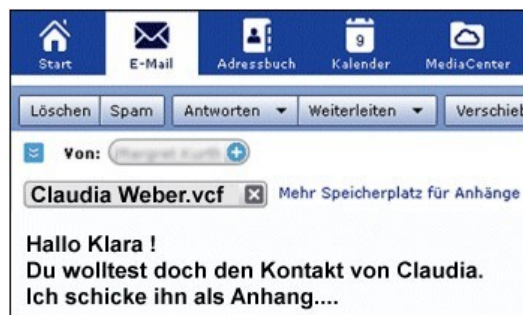 Start E-Mail Adressbuch 9 Kalender MediaCenter
Löschen Spam Antworten Weiterleiten Verschieb
Von:
Claudia Weber.vcf Mehr Speicherplatz für Anhänge
Hallo Klara !
Du wolltest doch den Kontakt von Claudia.
Ich schicke ihn als Anhang....